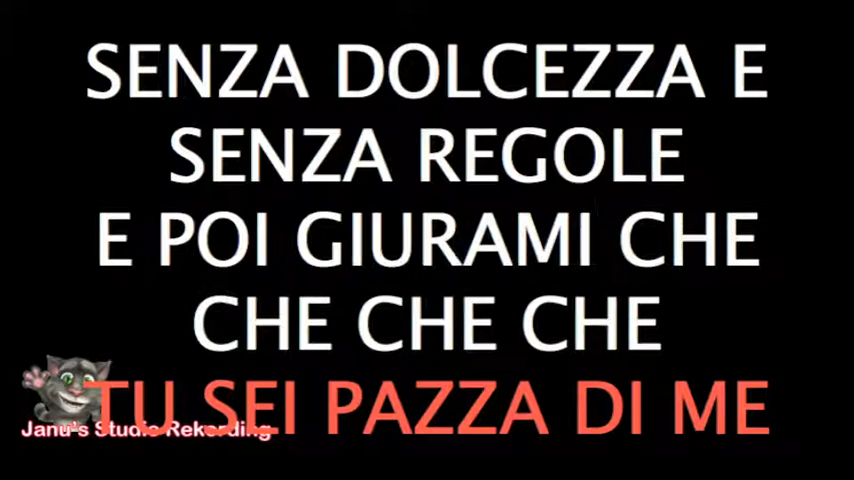 SENZA DOLCEZZA E
SENZA REGOLE
E POI GIURAMI CHE
CHE CHE CHE
TU SEI PAZZA DI ME
Janu's Studio Rekording